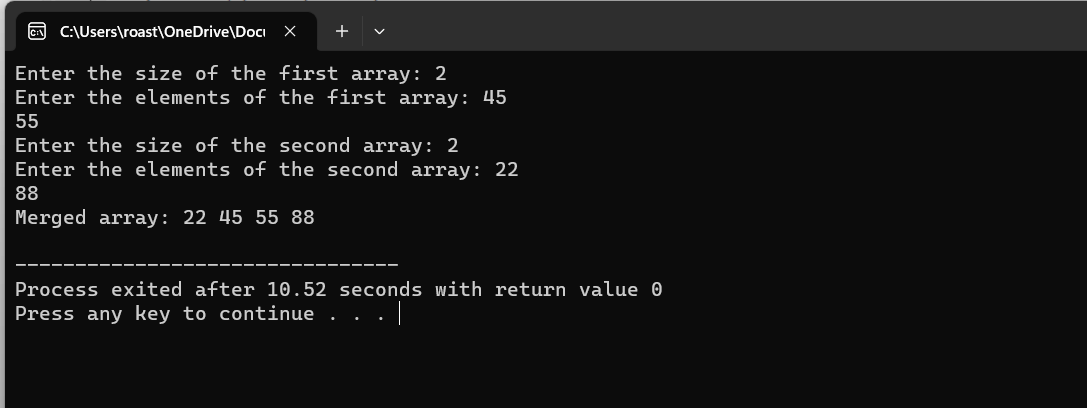 C:\Users\roast\OneDrive\Docu
Enter the size of the first array: 2
Enter the elements of the first array: 45
55
Enter the size of the second array: 2
Enter the elements of the second array: 22
88
Merged array: 22 45 55 88
--------------------------------
Process exited after 10.52 seconds with return value 0
Press any key to continue . . .